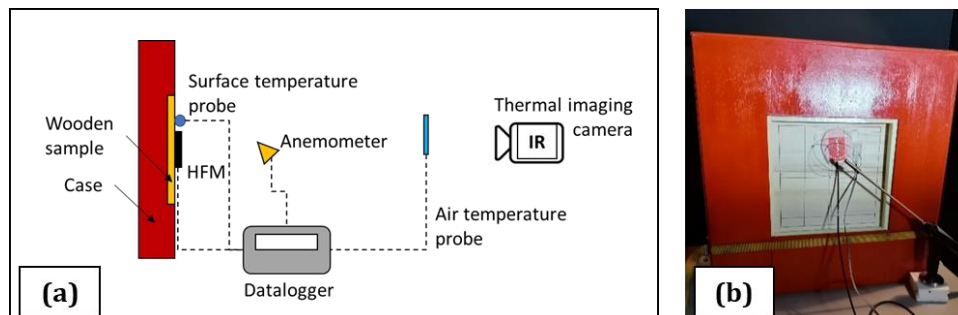 Surface temperature
probe
Thermal imaging
camera
Wooden
sample
Anemometer
IR
HFM
Case
Air temperature
probe
Datalogger
(a)
(b)